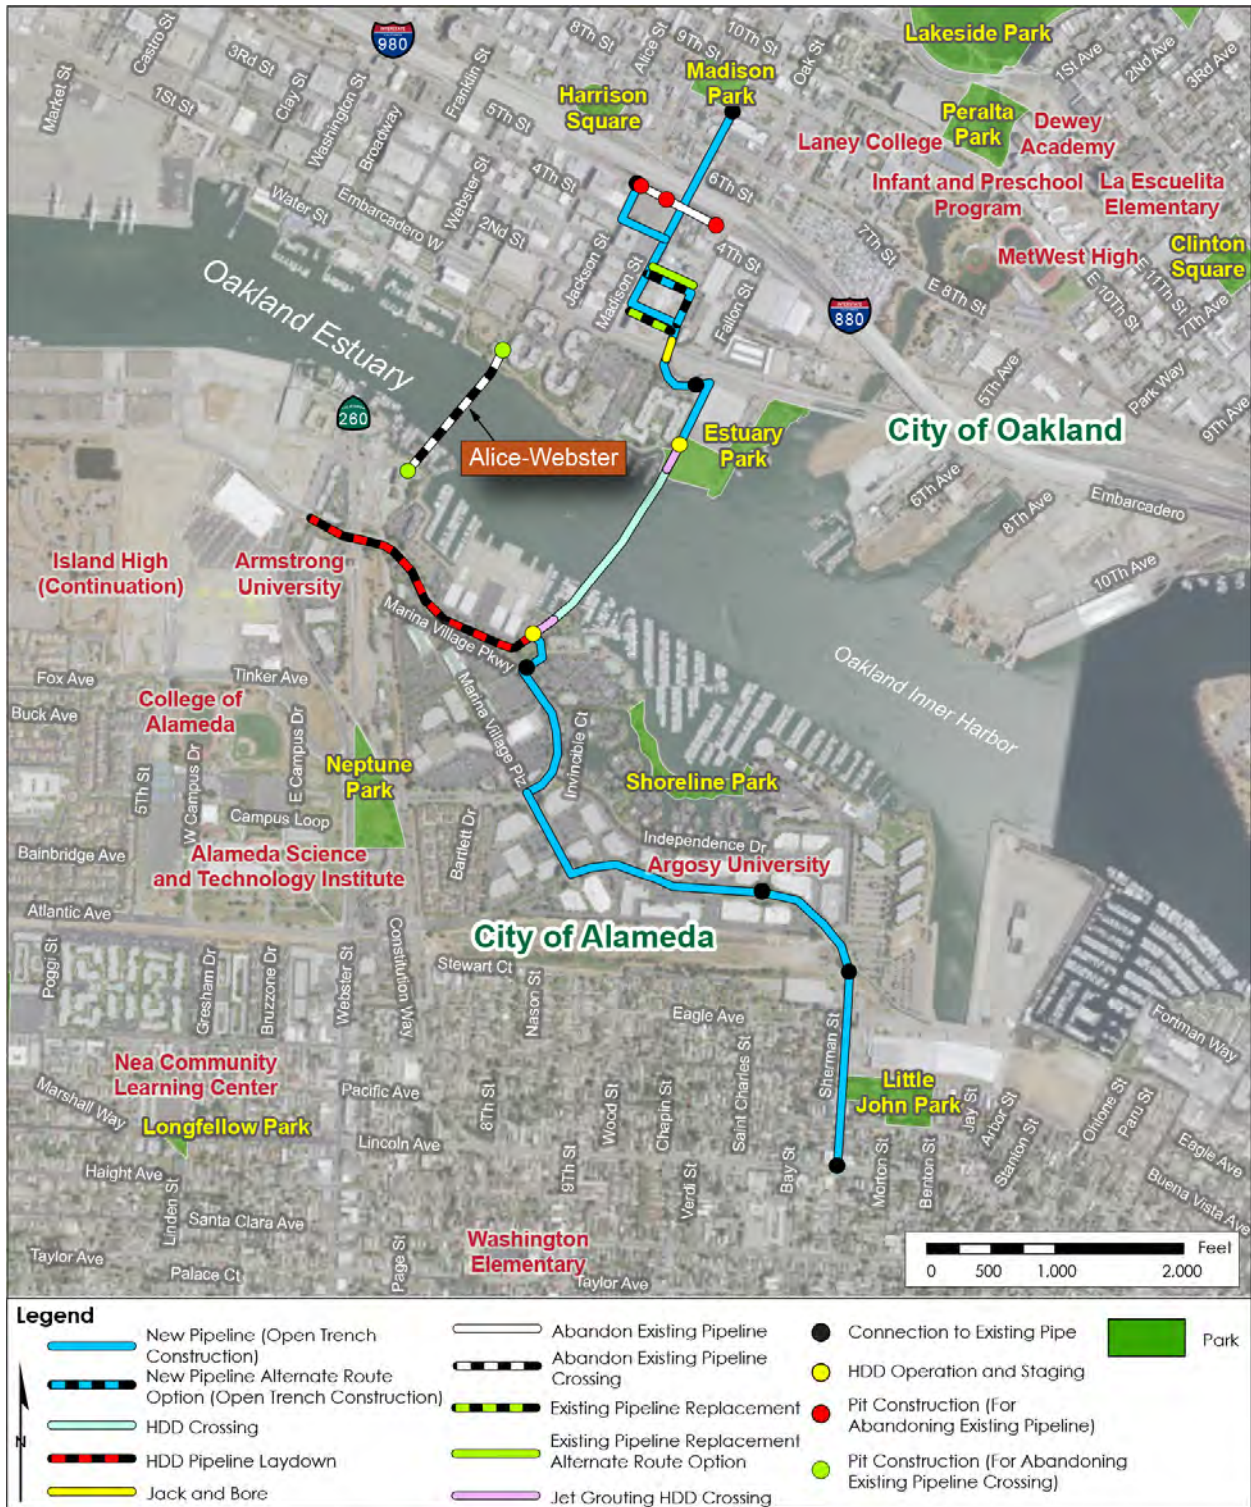 Lakeside Park
INTERSTATE
980
Castro St
3Rd St
Market St
1St St
Clay St
Washington St
Broadway
Franklin St
5Th St
8Th St
Alice St
9Th St
10Th St
Oak St
1St Ave
2Nd Ave
3Rd Ave
Madison
Park
Harrison
Square
Peralta
Park
Dewey
Academy
Laney College
Infant and Preschool
Program
La Escuelita
Elementary
MetWest High
Clinton
Square
4Th St
6Th St
7Th St
4Th St
Webster St
2Nd St
Embarcadero W
Water St
Jackson St
Madison St
Fallon St
E 8Th St
E 10Th St
E 11Th St
7Th Ave
INTERSTATE
880
5Th Ave
Park Way
9Th Ave
Oakland Estuary
260
Alice-Webster
Estuary
Park
City of Oakland
6Th Ave
8Th Ave
Embarcadero
10Th Ave
Island High
(Continuation)
Armstrong
University
Marina Village Pkwy
Oakland Inner Harbor
Fox Ave
Tinker Ave
Buck Ave
College of
Alameda
5Th St
W Campus Dr
E Campus Dr
Campus Loop
Neptune
Park
Marina Village Plz
Invincible Ct
Shoreline Park
Bainbridge Ave
Alameda Science
and Technology Institute
Bartlett Dr
Independence Dr
Argosy University
Atlantic Ave
City of Alameda
Poggi St
Gresham Dr
Bruzzone Dr
Webster St
Constitution Way
Stewart Ct
Nason St
Eagle Ave
Saint Charles St
Sherman St
Fortman Way
Nea Community
Learning Center
Marshall Way
Longfellow Park
Pacific Ave
Lincoln Ave
8Th St
9Th St
Wood St
Chapin St
Verdi St
Bay St
Little
John Park
Morton St
Benton St
Jay St
Arbor St
Stanton St
Ohlone St
Paru St
Eagle Ave
Buena Vista Ave
Haight Ave
Linden St
Santa Clara Ave
Taylor Ave
Palace Ct
Page St
Washington
Elementary
Taylor Ave
Feet
0 500 1,000 2,000
Legend
New Pipeline (Open Trench
Construction)
New Pipeline Alternate Route
Option (Open Trench Construction)
HDD Crossing
HDD Pipeline Laydown
Jack and Bore
Abandon Existing Pipeline
Abandon Existing Pipeline
Crossing
Existing Pipeline Replacement
Existing Pipeline Replacement
Alternate Route Option
Jet Grouting HDD Crossing
Connection to Existing Pipe
HDD Operation and Staging
Pit Construction (For
Abandoning Existing Pipeline)
Pit Construction (For Abandoning
Existing Pipeline Crossing)
Park
N